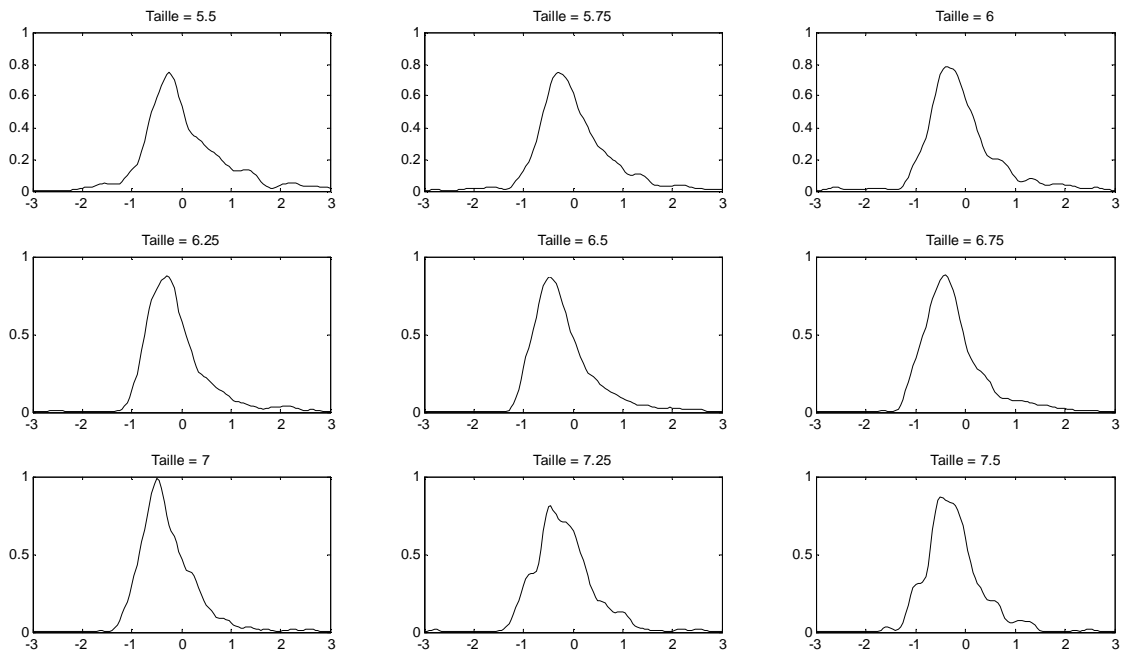 Taille = 5.5
1
0.8
0.6
0.4
0.2
0
-3 -2 -1 0 1 2 3
Taille = 5.75
1
0.8
0.6
0.4
0.2
0
-3 -2 -1 0 1 2 3
Taille = 6
1
0.8
0.6
0.4
0.2
0
-3 -2 -1 0 1 2 3
Taille = 6.25
1
0.5
0
-3 -2 -1 0 1 2 3
Taille = 6.5
1
0.5
0
-3 -2 -1 0 1 2 3
Taille = 6.75
1
0.5
0
-3 -2 -1 0 1 2 3
Taille = 7
1
0.5
0
-3 -2 -1 0 1 2 3
Taille = 7.25
1
0.5
0
-3 -2 -1 0 1 2 3
Taille = 7.5
1
0.5
0
-3 -2 -1 0 1 2 3